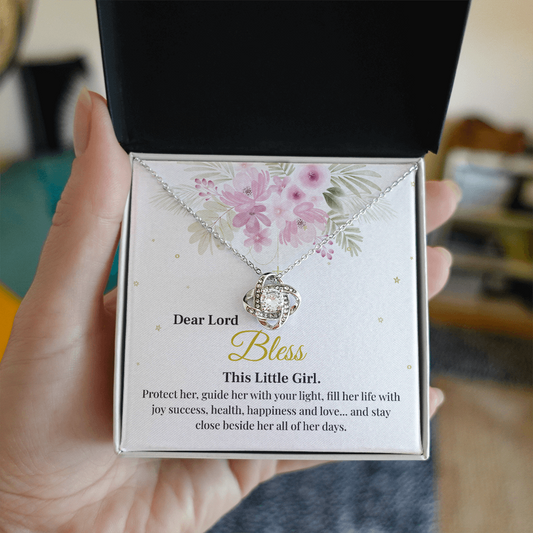 Dear Lord
Bless
This Little Girl.
Protect her, guide her with your light, fill her life with
joy success, health, happiness and love... and stay
close beside her all of her days.